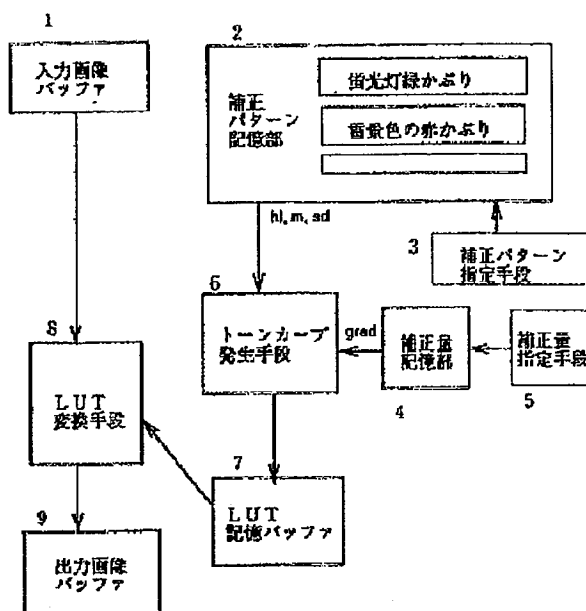 1
入力画像
バッファ
2
補正
パターン
記憶部
蛍光灯緑かぶり
背景色の赤かぶり
hl, m, sd
3
補正パターン
指定手段
6
トーンカーブ
発生手段
grad
補正量
記憶部
4
補正量
指定手段
5
8
LUT
変換手段
7
LUT
記憶バッファ
9
出力画像
バッファ